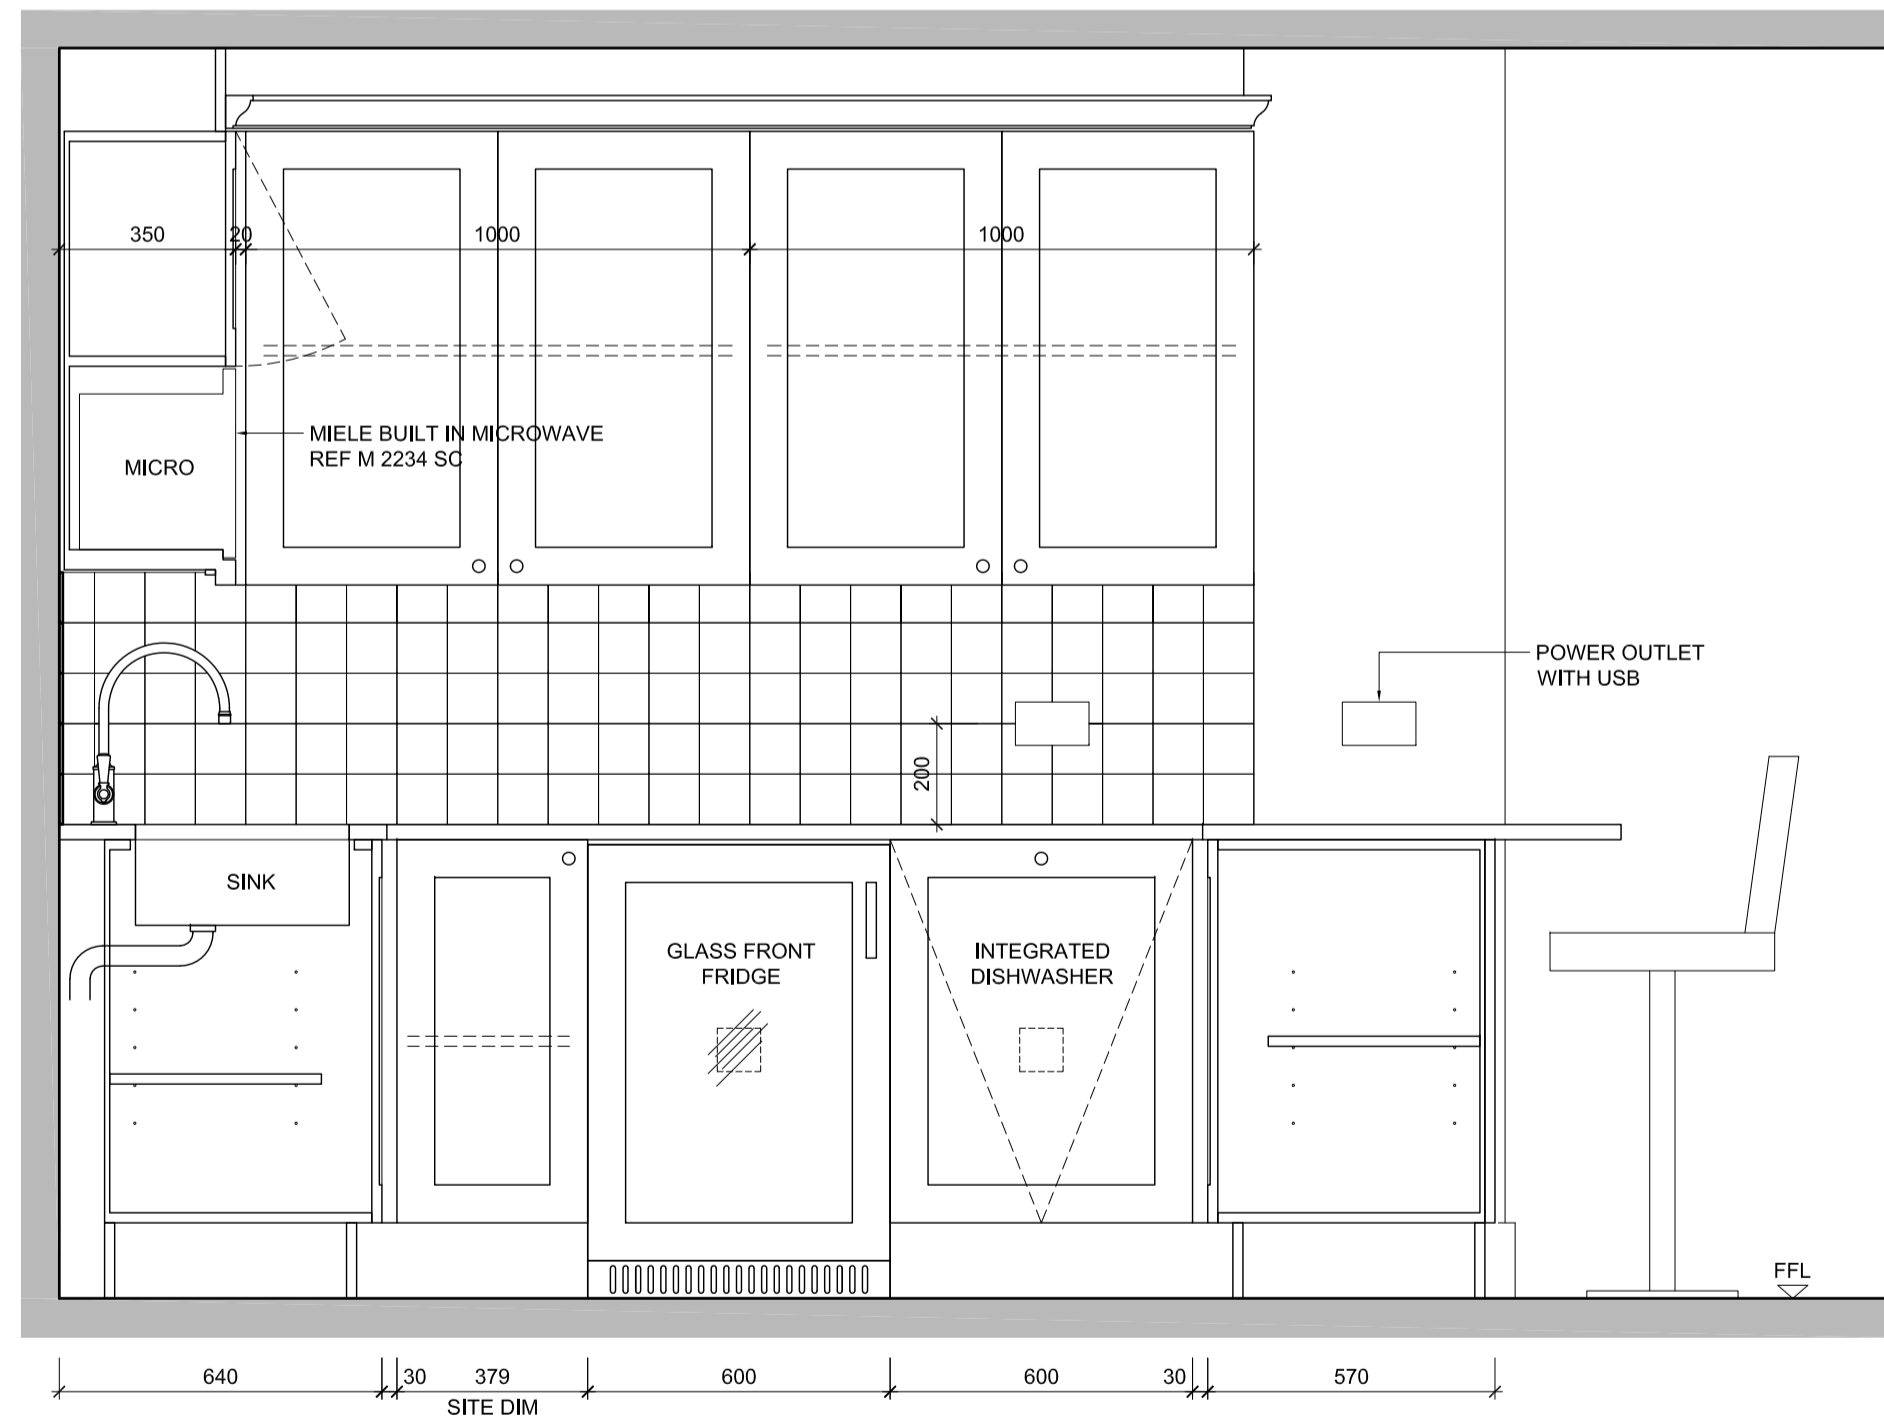 350
20
1000
1000
MIELE BUILT IN MICROWAVE
REF M 2234 SC
MICRO
POWER OUTLET
WITH USB
200
SINK
GLASS FRONT
FRIDGE
INTEGRATED
DISHWASHER
FFL
640
30
379
600
600
30
570
SITE DIM